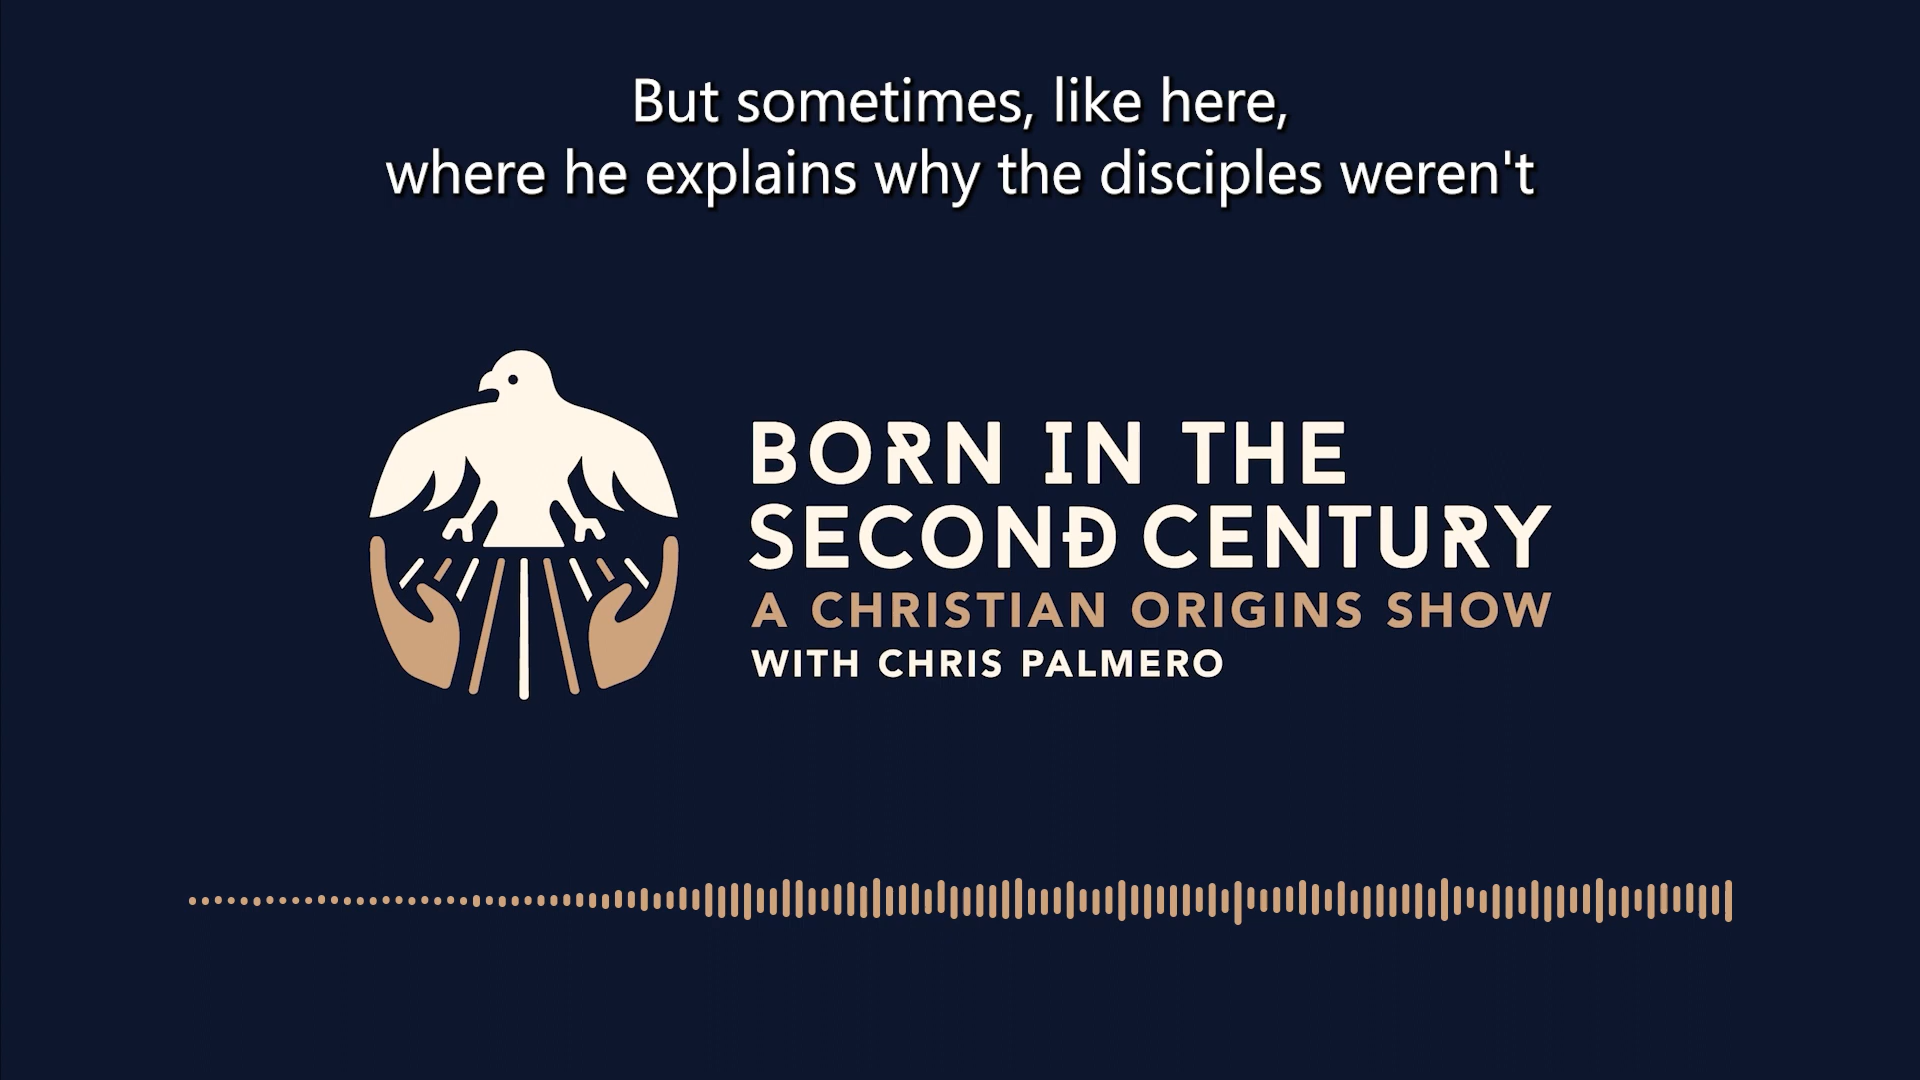 But sometimes, like here,
where he explains why the disciples weren't
BORN IN THE
SECOND CENTURY
A CHRISTIAN ORIGINS SHOW
WITH CHRIS PALMERO